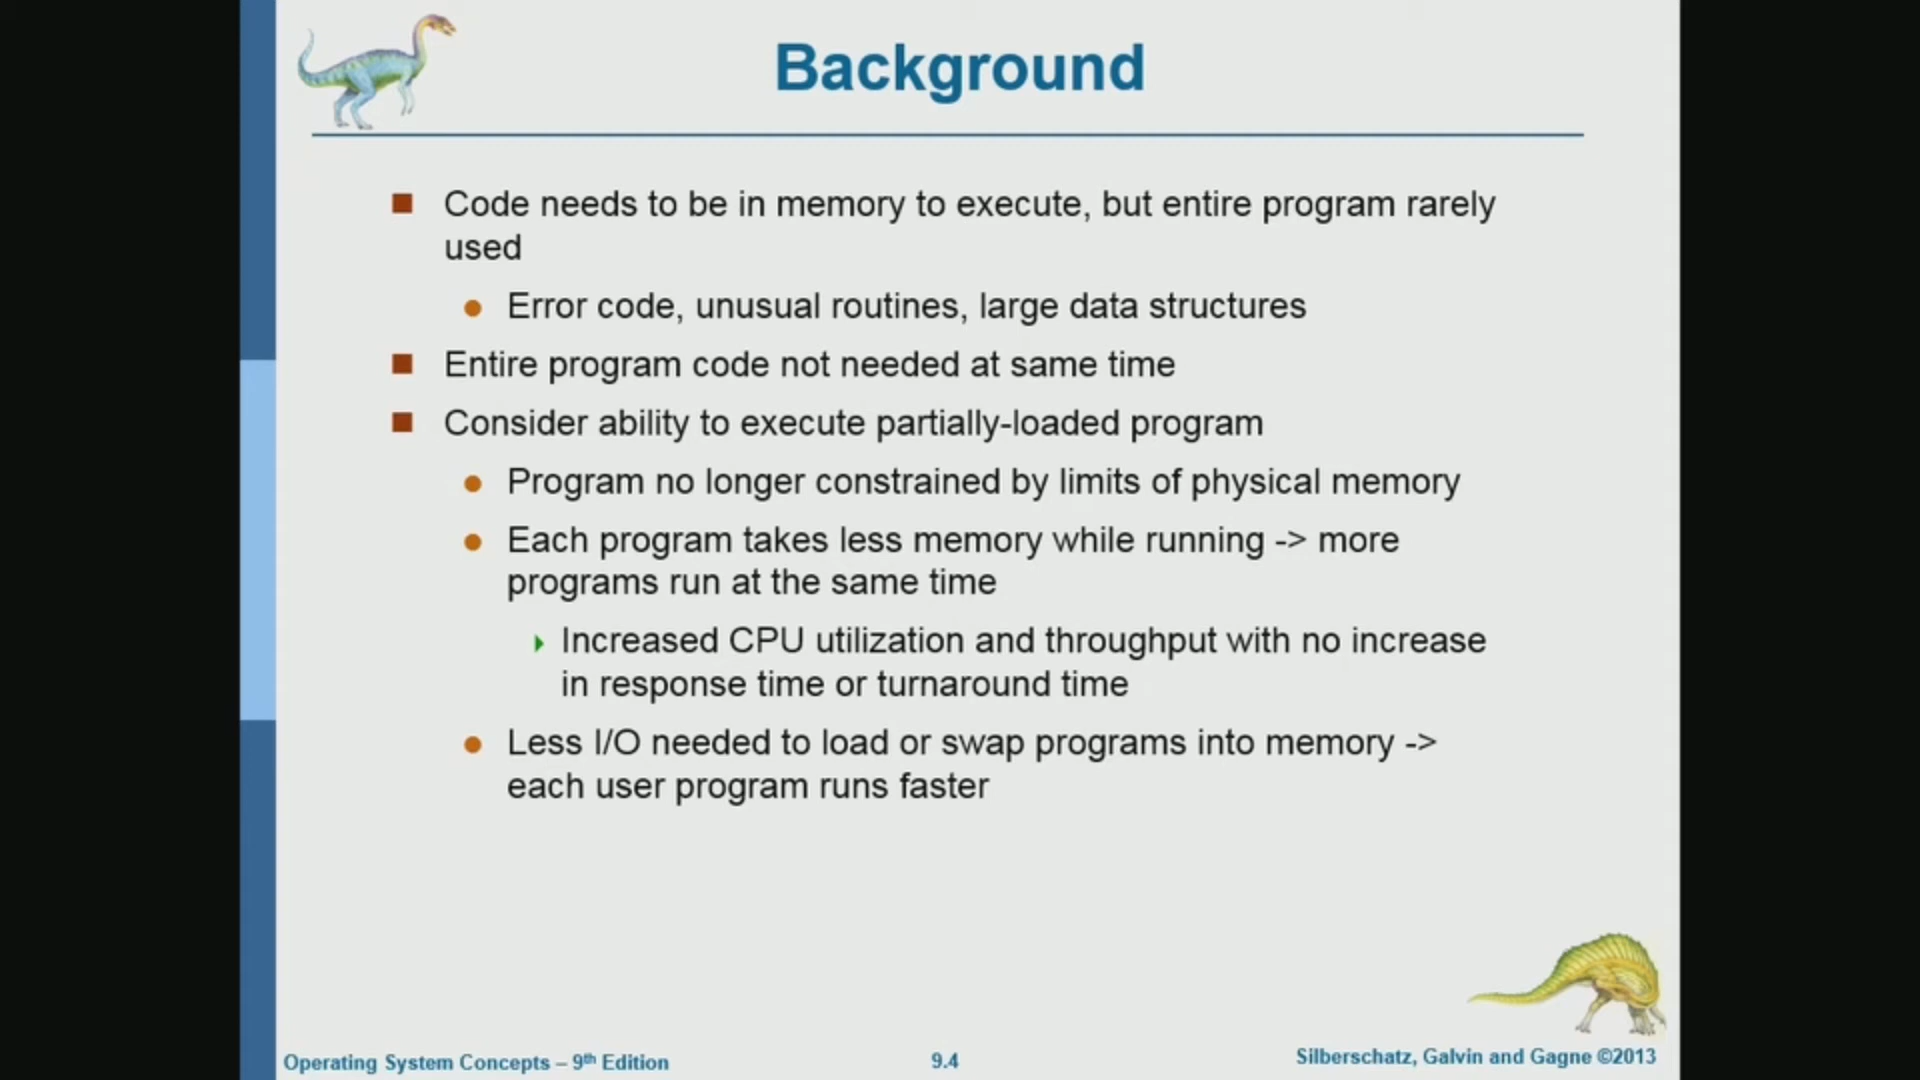 Background
Code needs to be in memory to execute, but entire program rarely
used
Error code, unusual routines, large data structures
Entire program code not needed at same time
Consider ability to execute partially-loaded program
Program no longer constrained by limits of physical memory
Each program takes less memory while running -> more
programs run at the same time
Increased CPU utilization and throughput with no increase
in response time or turnaround time
Less I/O needed to load or swap programs into memory ->
each user program runs faster
Operating System Concepts – 9th Edition
9.4
Silberschatz, Galvin and Gagne ©2013